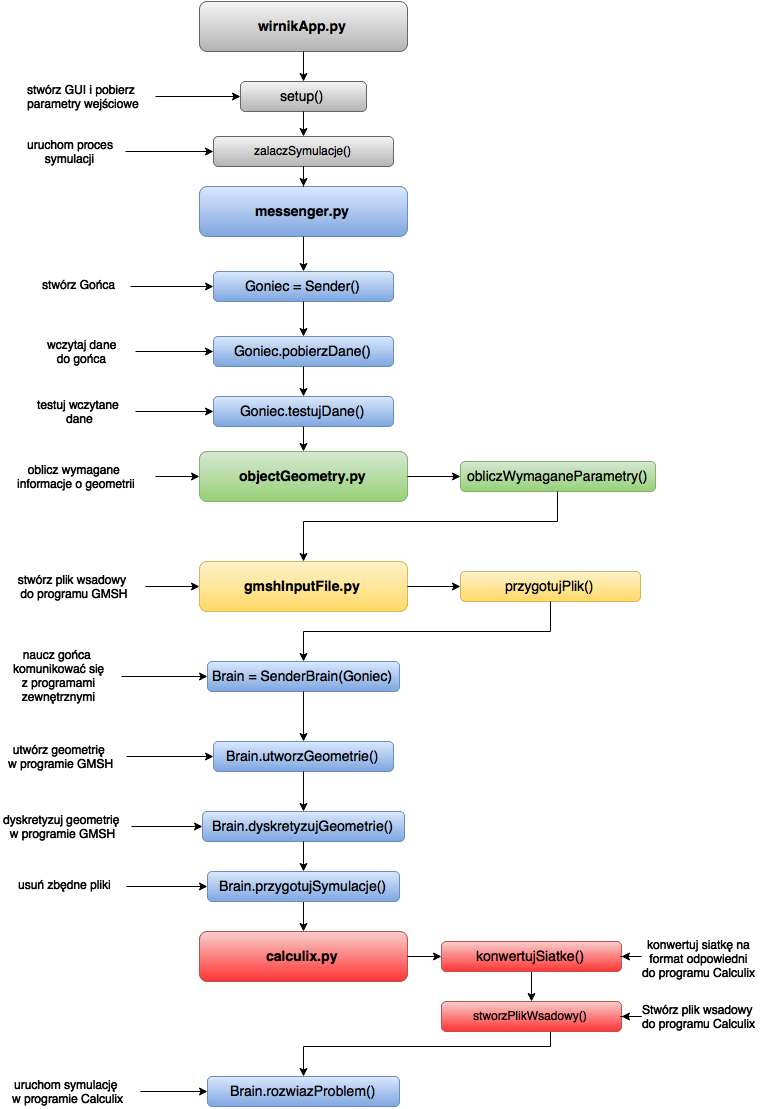 wirnikApp.py
stwórz GUI i pobierz
parametry wejściowe
setup()
uruchom proces
symulacji
zalaczSymulacje()
messenger.py
stwórz Gońca
Goniec = Sender()
wczytaj dane
do gońca
Goniec.pobierzDane()
testuj wczytane
dane
Goniec.testujDane()
oblicz wymagane
informacje o geometrii
objectGeometry.py
obliczWymaganeParametry()
stwórz plik wsadowy
do programu GMSH
gmshInputFile.py
przygotujPlik()
naucz gońca
komunikować się
z programami
zewnętrznymi
Brain = SenderBrain(Goniec)
utwórz geometrię
w programie GMSH
Brain.utworzGeometrie()
dyskretyzuj geometrię
w programie GMSH
Brain.dyskretyzujGeometrie()
usuń zbędne pliki
Brain.przygotujSymulacje()
calculix.py
konwertujSiatke()
konwertuj siatkę na
format odpowiedni
do programu Calculix
stworzPlikWsadowy()
Stwórz plik wsadowy
do programu Calculix
uruchom symulację
w programie Calculix
Brain.rozwiazProblem()